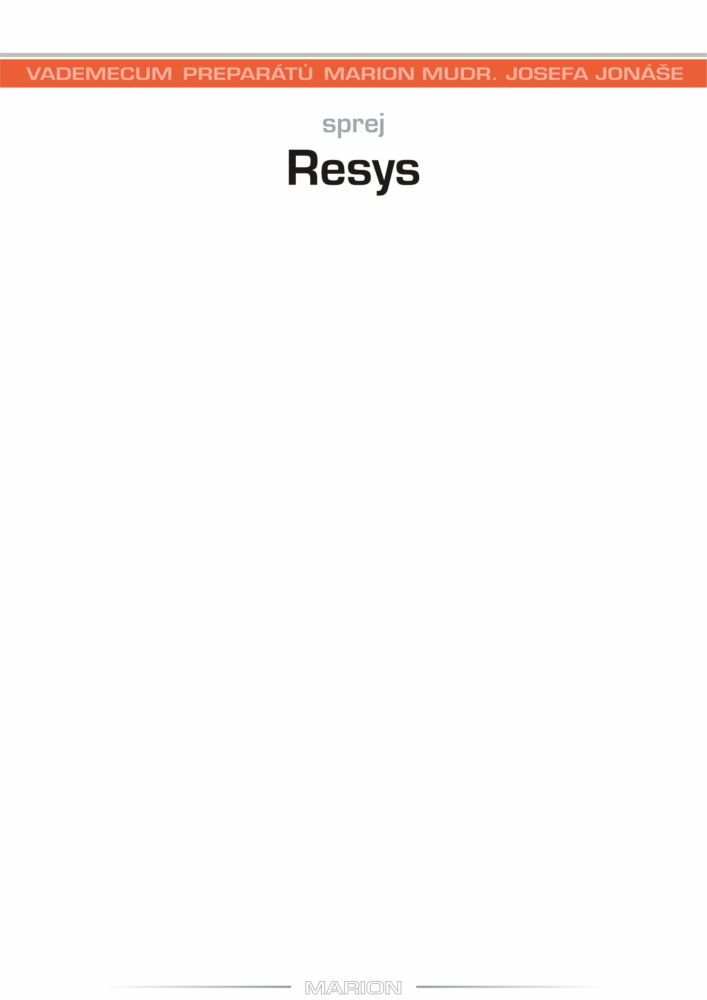 VADEMECUM PREPARÁTŮ MARION MUDR. JOSEFA JONÁŠE
sprej
Resys
MARION